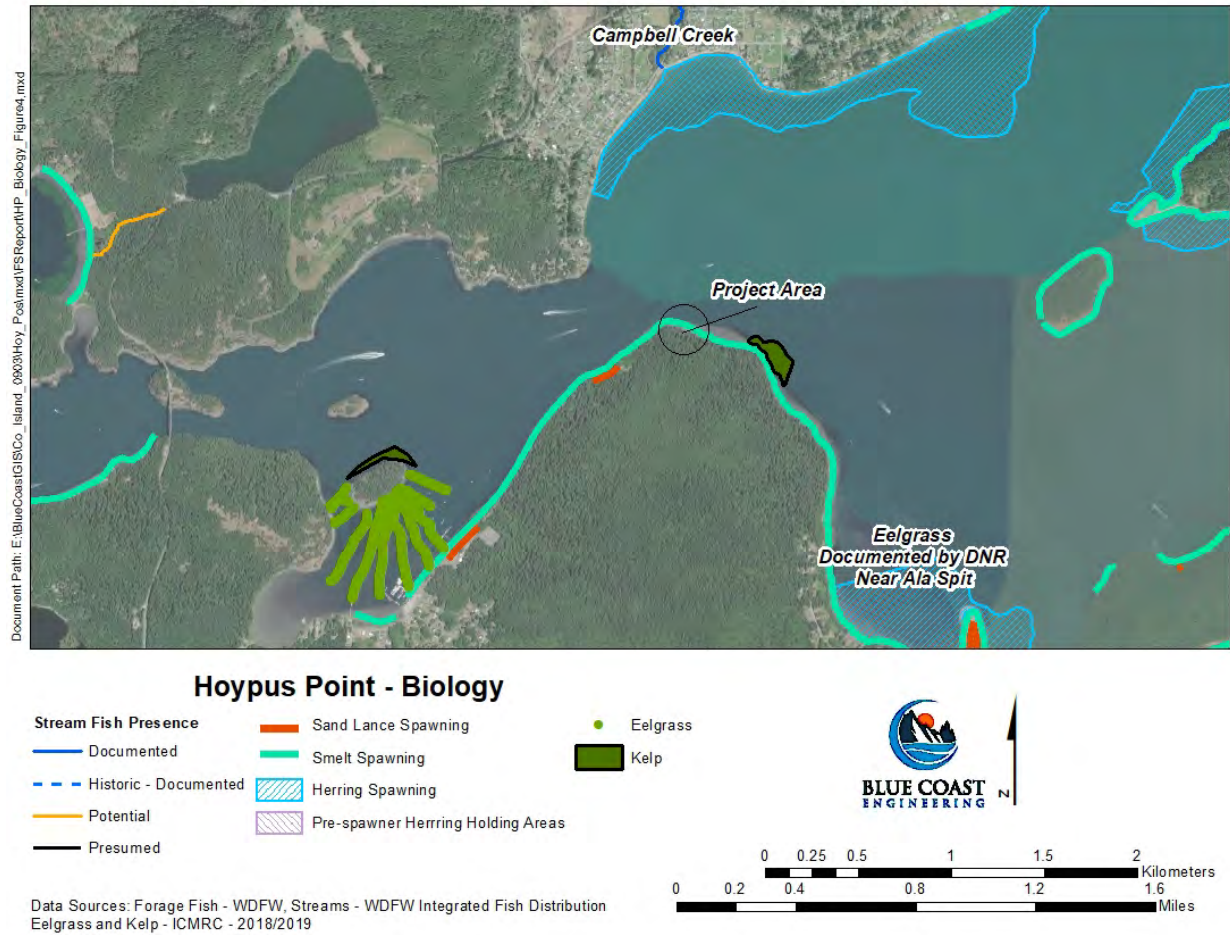 Document Path: E:\BlueCoastGIS\Co_Island_0903\Hoy_Pos\mxd\FSReport\HP_Biology_Figure4.mxd
Campbell Creek
Project Area
Eelgrass
Documented by DNR
Near Ala Spit
Hoypus Point - Biology
Stream Fish Presence
Documented
Historic - Documented
Potential
Presumed
Sand Lance Spawning
Smelt Spawning
Herring Spawning
Pre-spawner Herrring Holding Areas
Eelgrass
Kelp
BLUE COAST
ENGINEERING
N
0 0.25 0.5 1 1.5 2
Kilometers
0 0.2 0.4 0.8 1.2 1.6
Miles
Data Sources: Forage Fish - WDFW, Streams - WDFW Integrated Fish Distribution
Eelgrass and Kelp - ICMRC - 2018/2019